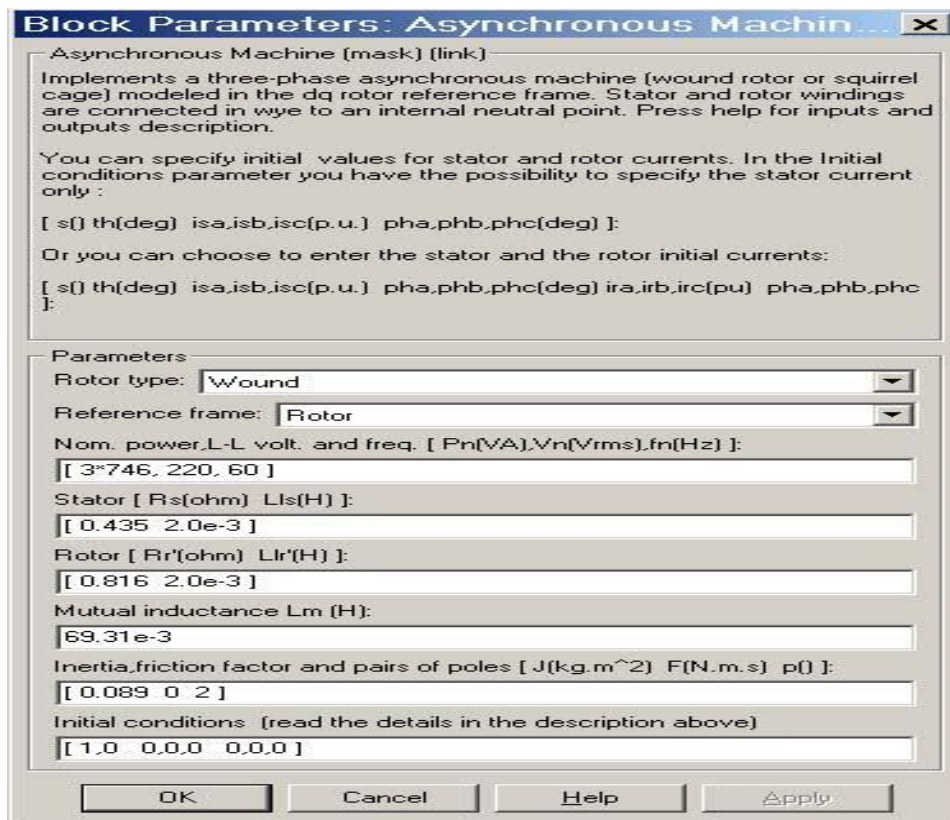 Block Parameters: Asynchronous Machin...
Asynchronous Machine (mask) (link)
Implements a three-phase asynchronous machine (wound rotor or squirrel
cage) modeled in the dq rotor reference frame. Stator and rotor windings
are connected in wye to an internal neutral point. Press help for inputs and
outputs description.
You can specify initial values for stator and rotor currents. In the Initial
conditions parameter you have the possibility to specify the stator current
only :
[ s() th(deg) isa,isb,isc(p.u.) pha,phb,phc(deg) ]:
Or you can choose to enter the stator and the rotor initial currents:
[ s() th(deg) isa,isb,isc(p.u.) pha,phb,phc(deg) ira,irb,irc(pu) pha,phb,phc
]:
Parameters
Rotor type: Wound
Reference frame: Rotor
Nom. power,L-L volt. and freq. [ Pn(VA),Vn(Vrms),fn(Hz) ]:
[ 3*746, 220, 60 ]
Stator [ Rs(ohm) Lls(H) ]:
[ 0.435 2.0e-3 ]
Rotor [ Rr'(ohm) Llr'(H) ]:
[ 0.816 2.0e-3 ]
Mutual inductance Lm (H):
69.31e-3
Inertia,friction factor and pairs of poles [ J(kg.m^2) F(N.m.s) p() ]:
[ 0.089 0 2 ]
Initial conditions (read the details in the description above)
[ 1,0 0,0,0 0,0,0 ]
OK Cancel Help Apply